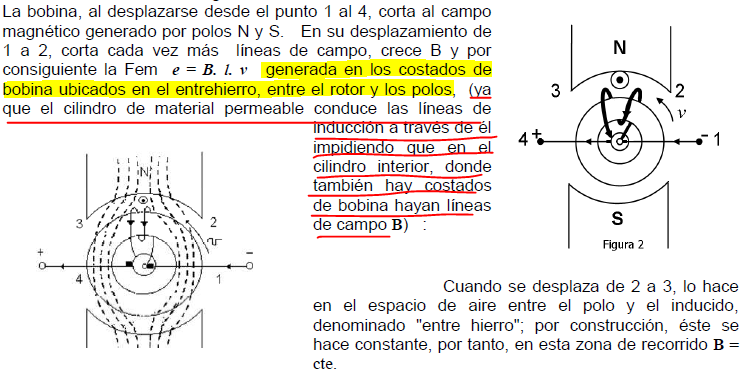 La bobina, al desplazarse desde el punto 1 al 4, corta al campo
magnético generado por polos N y S. En su desplazamiento de
1 a 2, corta cada vez más líneas de campo, crece B y por
consiguiente la Fem e = B. l. v generada en los costados de
bobina ubicados en el entrehierro, entre el rotor y los polos, (ya
que el cilindro de material permeable conduce las líneas de
inducción a través de él
impidiendo que en el
cilindro interior, donde
también hay costados
de bobina hayan líneas
de campo B) :
N
3
2
v
4 +
- 1
S
Figura 2
N
3
2
v
+
-
4
1
Cuando se desplaza de 2 a 3, lo hace
en el espacio de aire entre el polo y el inducido,
denominado "entre hierro"; por construcción, éste se
hace constante, por tanto, en esta zona de recorrido B =
cte.